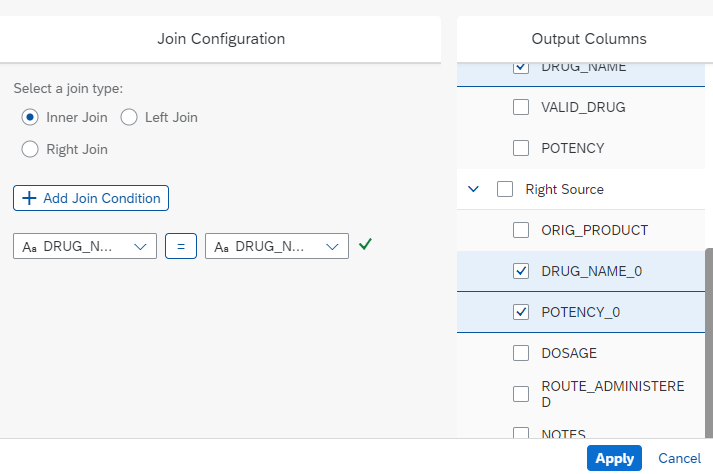 Join Configuration
Select a join type:
Inner Join
Left Join
Right Join
Add Join Condition
Aa DRUG_N...
=
Aa DRUG_N...
Output Columns
DRUG_NAME
VALID_DRUG
POTENCY
Right Source
ORIG_PRODUCT
DRUG_NAME_0
POTENCY_0
DOSAGE
ROUTE_ADMINISTERE
D
NOTES
Apply
Cancel